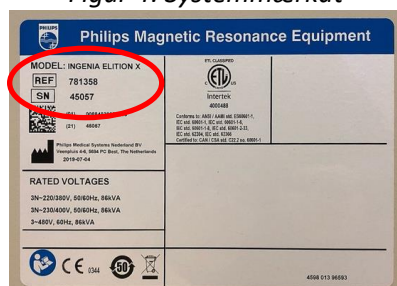 PHILIPS
Philips Magnetic Resonance Equipment
MODEL: INGENIA ELITION X
REF 781358
SN 45057
(21) 45057
Philips Medical Systems Nederland BV
Veenpluis 4-6, 5684 PC Best, The Netherlands
2019-07-04
ETL CLASSIFIED
ETL
Intertek
4000488
Conforms to: ANSI / AAMI std. ES60601-1,
IEC std. 60601-1, IEC std. 60601-1-6,
IEC std. 60601-1-8, IEC std. 60601-2-33,
IEC std. 62304, IEC std. 62366
Certified to: CAN / CSA std. C22.2 no. 60601-1
RATED VOLTAGES
3N~220/380V, 50/60Hz, 86kVA
3N~230/400V, 50/60Hz, 86kVA
3~480V, 60Hz, 86kVA
CE 0344
50
4598 013 96593